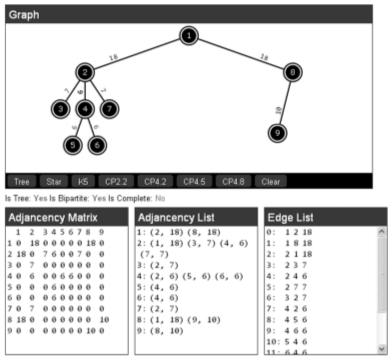 Graph
1
18
18
2
8
7
6
7
10
3
4
7
9
6
6
5
6
Tree Star K5 CP2.2 CP4.2 CP4.5 CP4.8 Clear
Is Tree: Yes Is Bipartite: Yes Is Complete: No
Adjancency Matrix
1 2 3 4 5 6 7 8 9
1 0 18 0 0 0 0 0 18 0
2 18 0 7 6 0 0 7 0 0
3 0 7 0 0 0 0 0 0 0
4 0 6 0 0 6 6 0 0 0
5 0 0 0 6 0 0 0 0 0
6 0 0 0 6 0 0 0 0 0
7 0 7 0 0 0 0 0 0 0
8 18 0 0 0 0 0 0 0 10
9 0 0 0 0 0 0 0 10 0
Adjancency List
1: (2, 18) (8, 18)
2: (1, 18) (3, 7) (4, 6)
(7, 7)
3: (2, 7)
4: (2, 6) (5, 6) (6, 6)
5: (4, 6)
6: (4, 6)
7: (2, 7)
8: (1, 18) (9, 10)
9: (8, 10)
Edge List
0: 1 2 18
1: 1 8 18
2: 2 1 18
3: 2 3 7
4: 2 4 6
5: 2 7 7
6: 3 2 7
7: 4 2 6
8: 4 5 6
9: 4 6 6
10: 5 4 6
11: 6 4 6